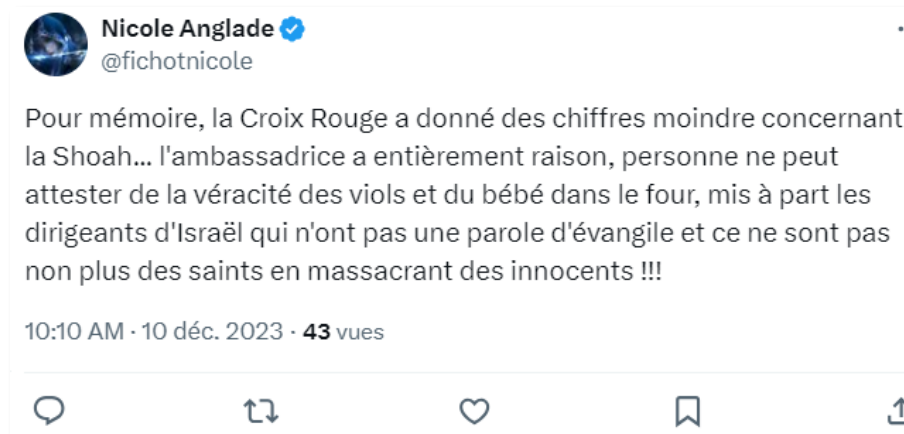 Nicole Anglade
@fichotnicole
Pour mémoire, la Croix Rouge a donné des chiffres moindre concernant
la Shoah... l'ambassadrice a entièrement raison, personne ne peut
attester de la véracité des viols et du bébé dans le four, mis à part les
dirigeants d'Israël qui n'ont pas une parole d'évangile et ce ne sont pas
non plus des saints en massacrant des innocents !!!
10:10 AM · 10 déc. 2023 · 43 vues